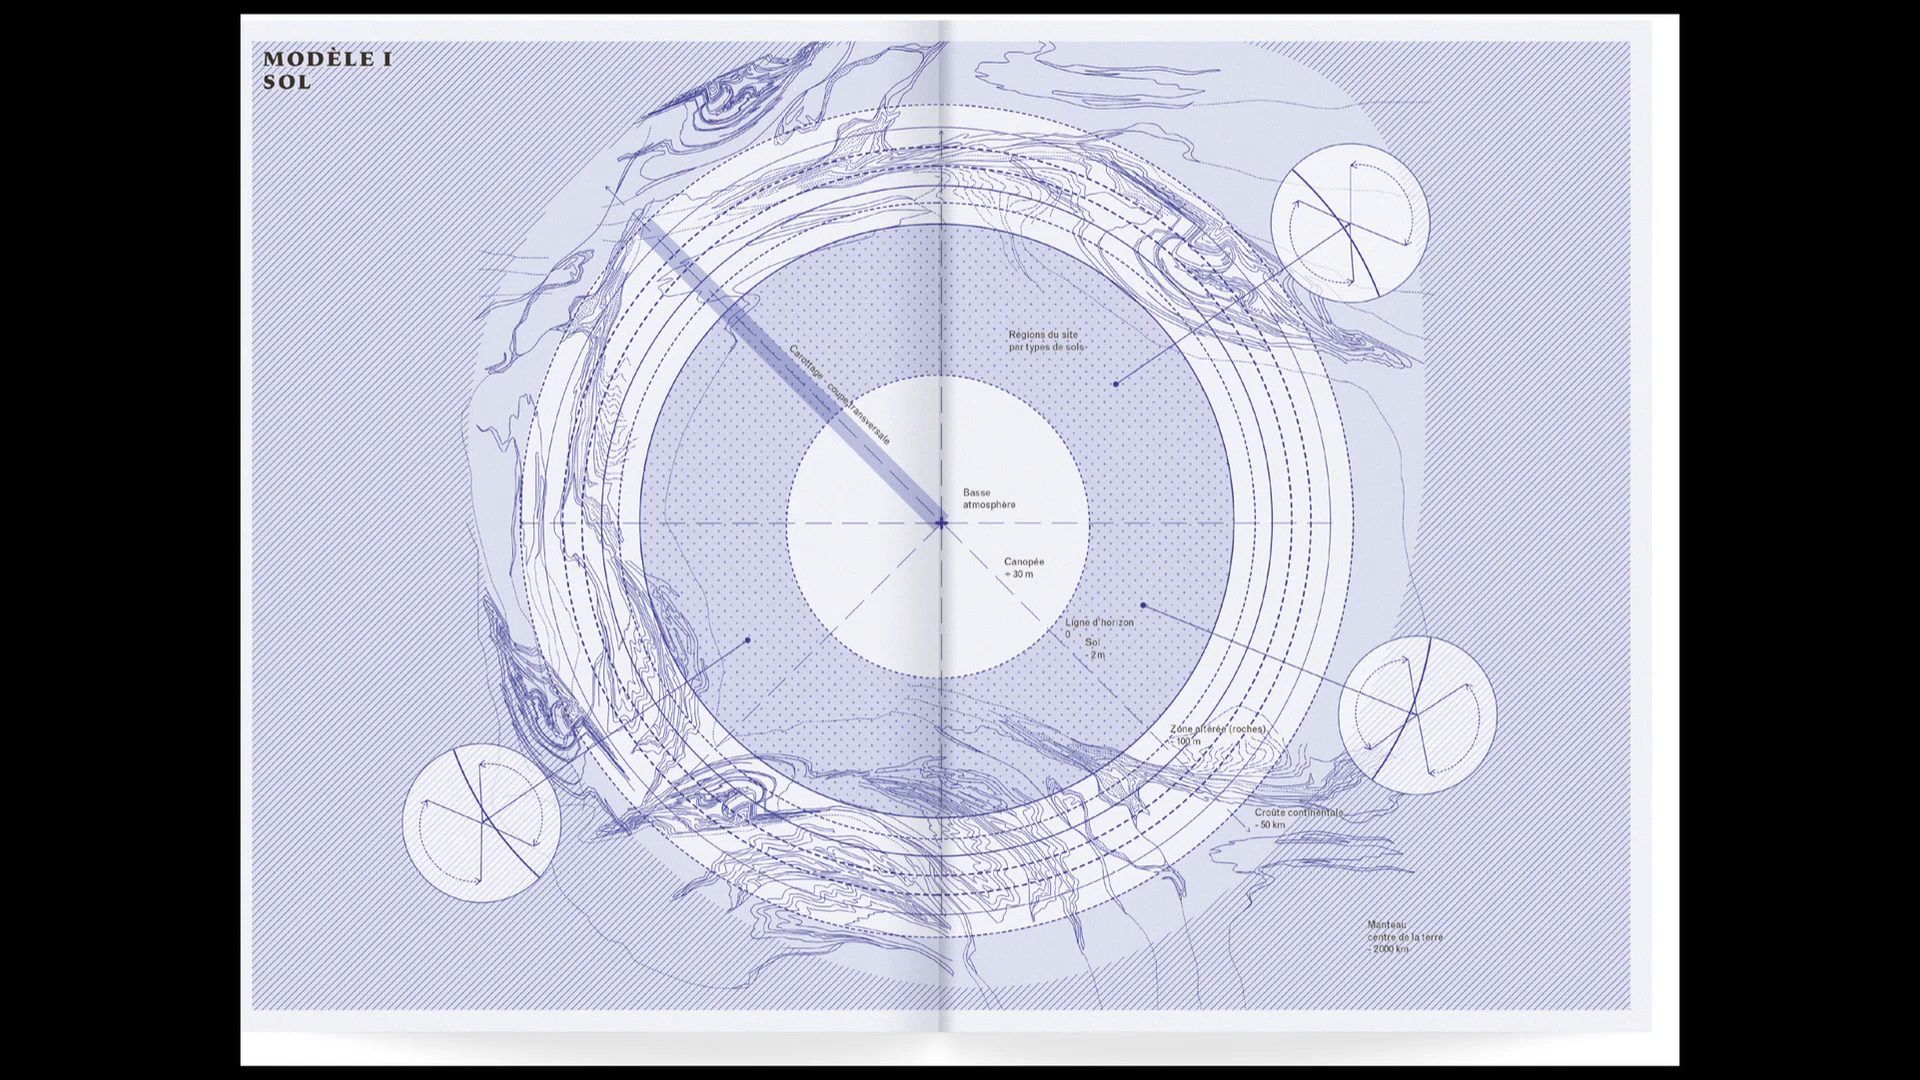 MODÈLE I
SOL
Régions du site
par types de sols
Carottage - coupe transversale
Basse
atmosphère
Canopée
+ 30 m
Ligne d'horizon
0
Sol
- 2 m
Zone altérée (roches)
- 100 m
Croûte continentale
- 50 km
Manteau
centre de la terre
- 2000 km